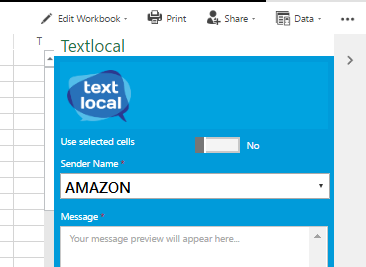 Edit Workbook Print Share Data
T
Textlocal
text
local
Use selected cells No
Sender Name *
AMAZON
Message *
Your message preview will appear here...